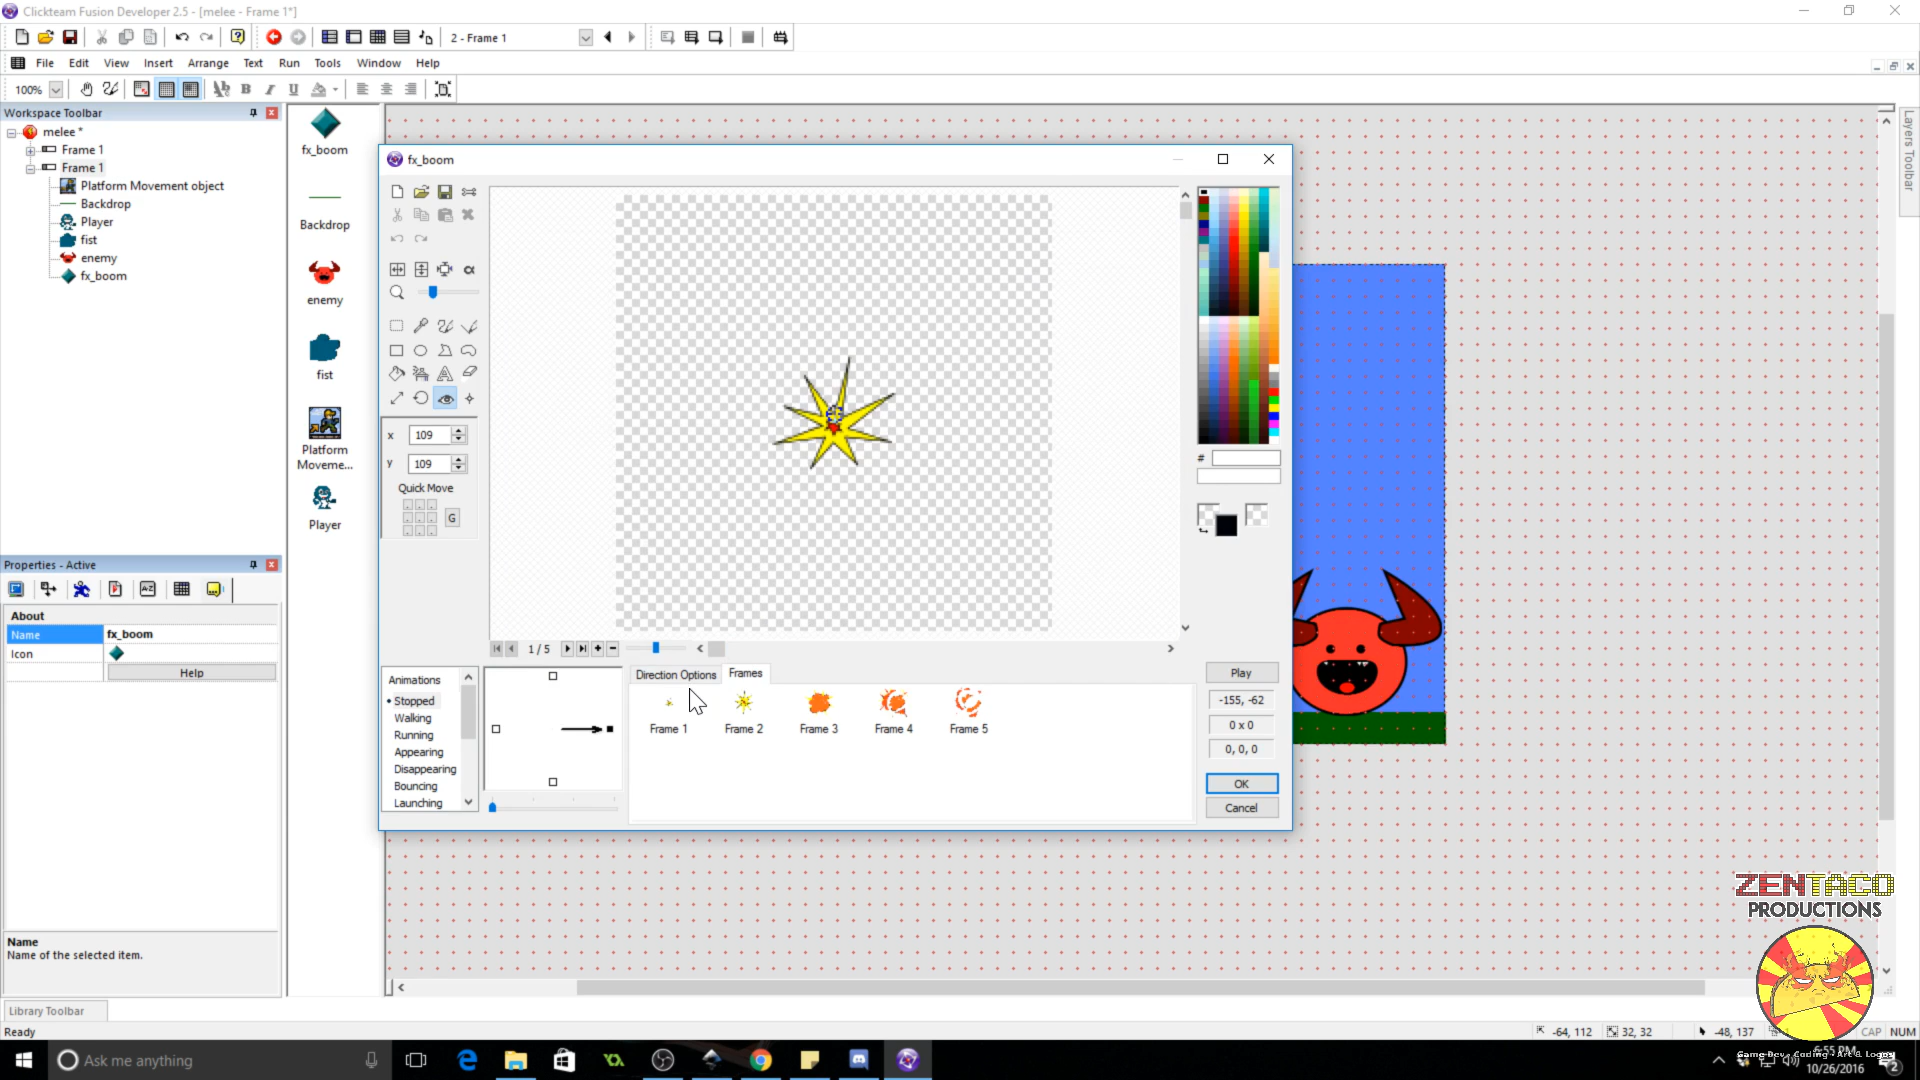 Clickteam Fusion Developer 2.5 - [melee - Frame 1*]
2 - Frame 1
File Edit View Insert Arrange Text Run Tools Window Help
100%
Workspace Toolbar
melee *
Frame 1
Frame 1
Platform Movement object
Backdrop
Player
fist
enemy
fx_boom
Properties - Active
About
Name fx_boom
Icon
Help
Name
Name of the selected item.
Library Toolbar
Ready
fx_boom
Backdrop
enemy
fist
Platform
Moveme...
Player
fx_boom
x 109
y 109
Quick Move
G
#
1 / 5
Animations
Stopped
Walking
Running
Appearing
Disappearing
Bouncing
Launching
Direction Options Frames
Frame 1 Frame 2 Frame 3 Frame 4 Frame 5
Play
-155, -62
0 x 0
0, 0, 0
OK
Cancel
Layers Toolbar
ZENTACO
PRODUCTIONS
-64, 112 32, 32 -48, 137 CAP NUM
Ask me anything
6:55 PM
10/26/2016
2